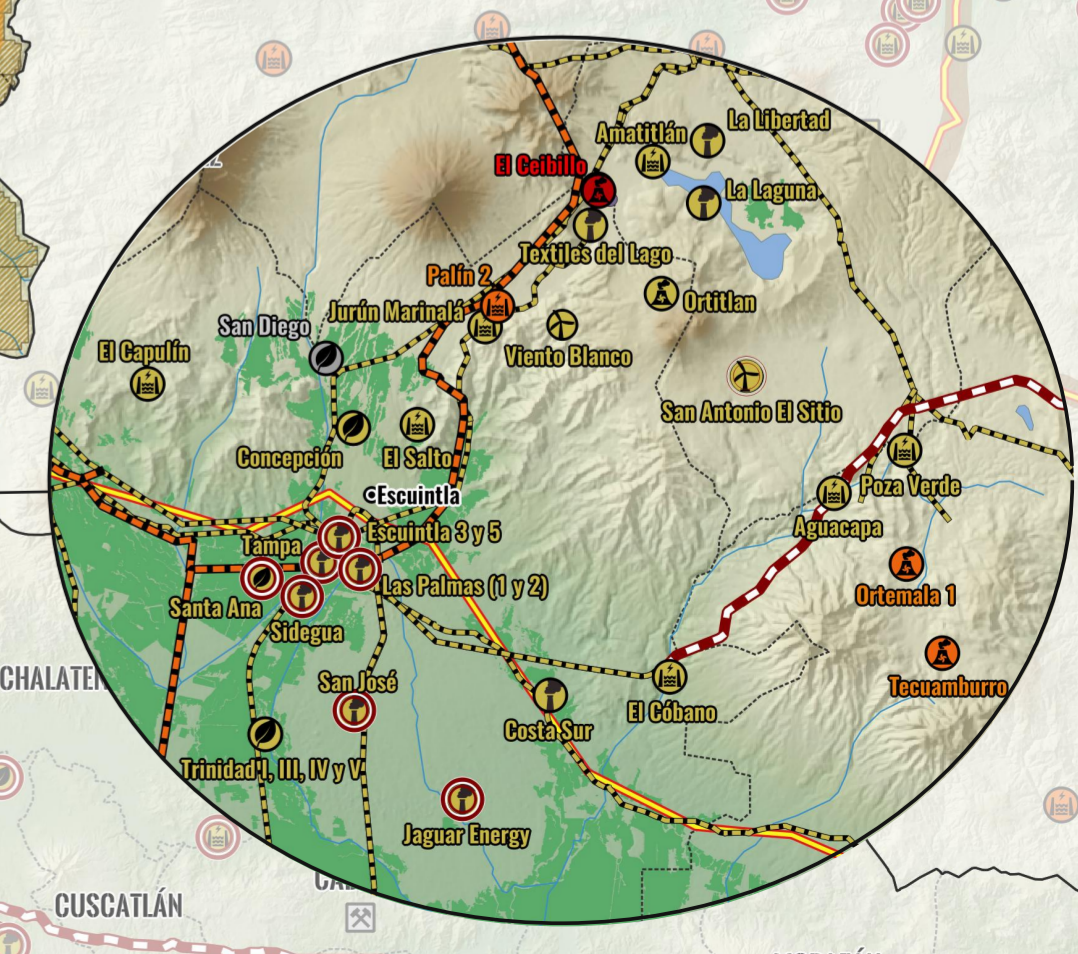 La Libertad
Amatitlán
El Ceibillo
La Laguna
Textiles del Lago
Palín 2
Ortitlan
Jurún Marinalá
San Diego
Viento Blanco
El Capulín
San Antonio El Sitio
Concepción
El Salto
Poza Verde
Escuintla
Aguacapa
Escuintla 3 y 5
Tampa
Las Palmas (1 y 2)
Ortemala 1
Santa Ana
Sidegua
CHALATEN
San José
Tecuamburro
El Cóbano
Costa Sur
Trinidad I, III, IV y V
Jaguar Energy
CUSCATLÁN